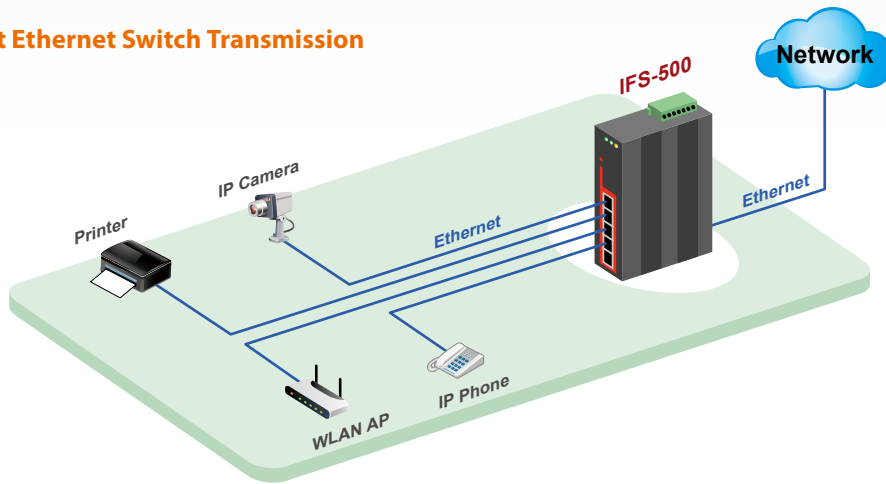 t Ethernet Switch Transmission
Network
IFS-500
IP Camera
Ethernet
Ethernet
Printer
IP Phone
WLAN AP